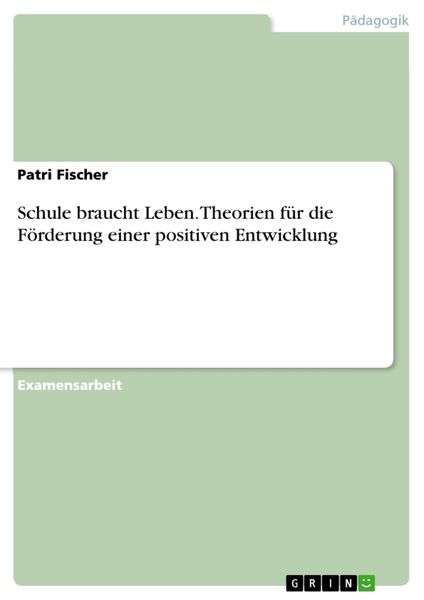 Pädagogik
Patri Fischer
Schule braucht Leben. Theorien für die
Förderung einer positiven Entwicklung
Examensarbeit
GRIN